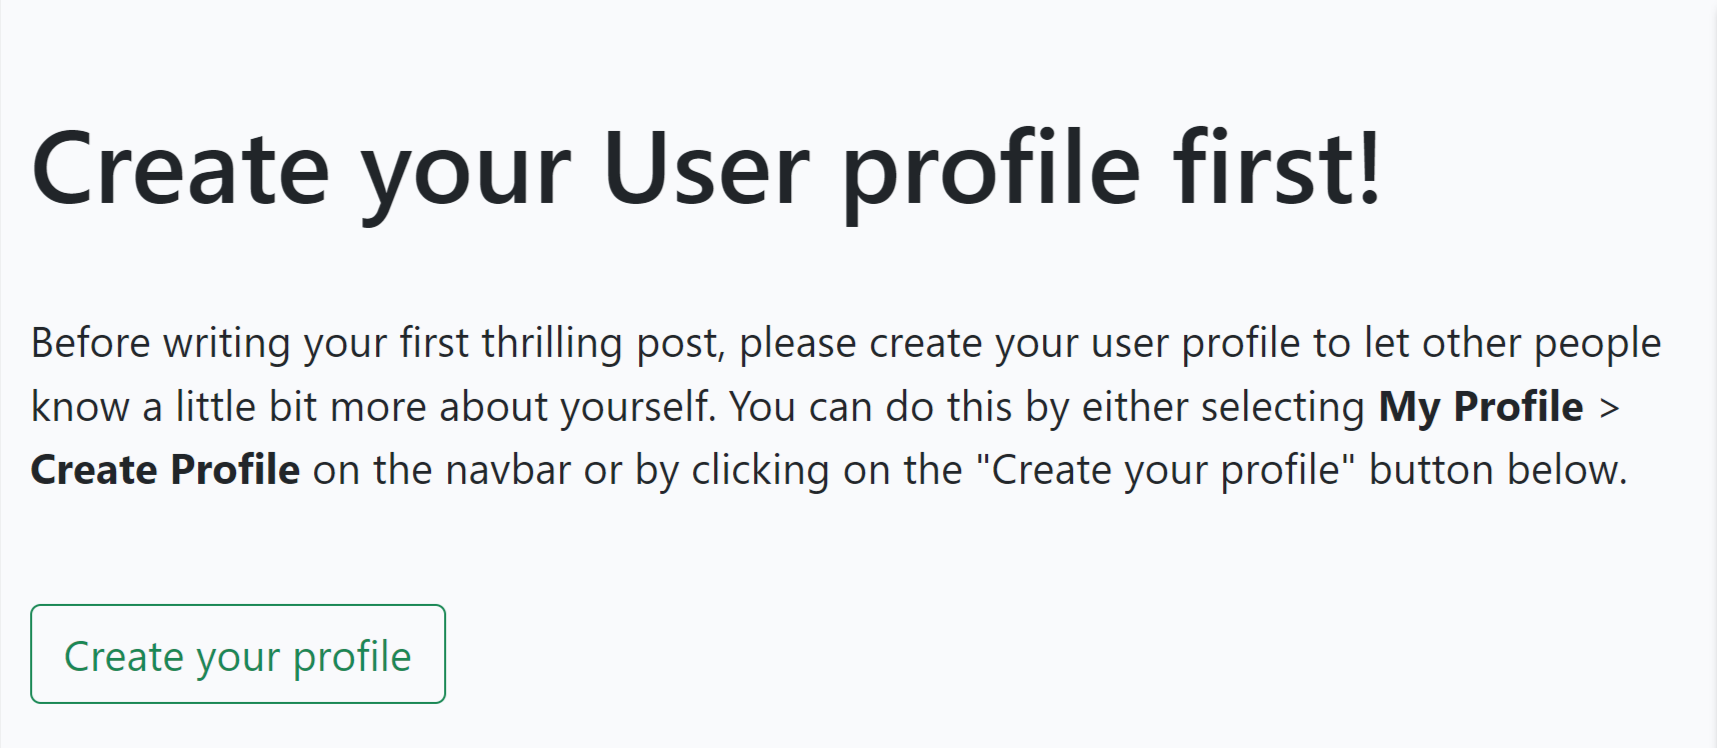 Create your User profile first!
Before writing your first thrilling post, please create your user profile to let other people
know a little bit more about yourself. You can do this by either selecting My Profile >
Create Profile on the navbar or by clicking on the "Create your profile" button below.
Create your profile